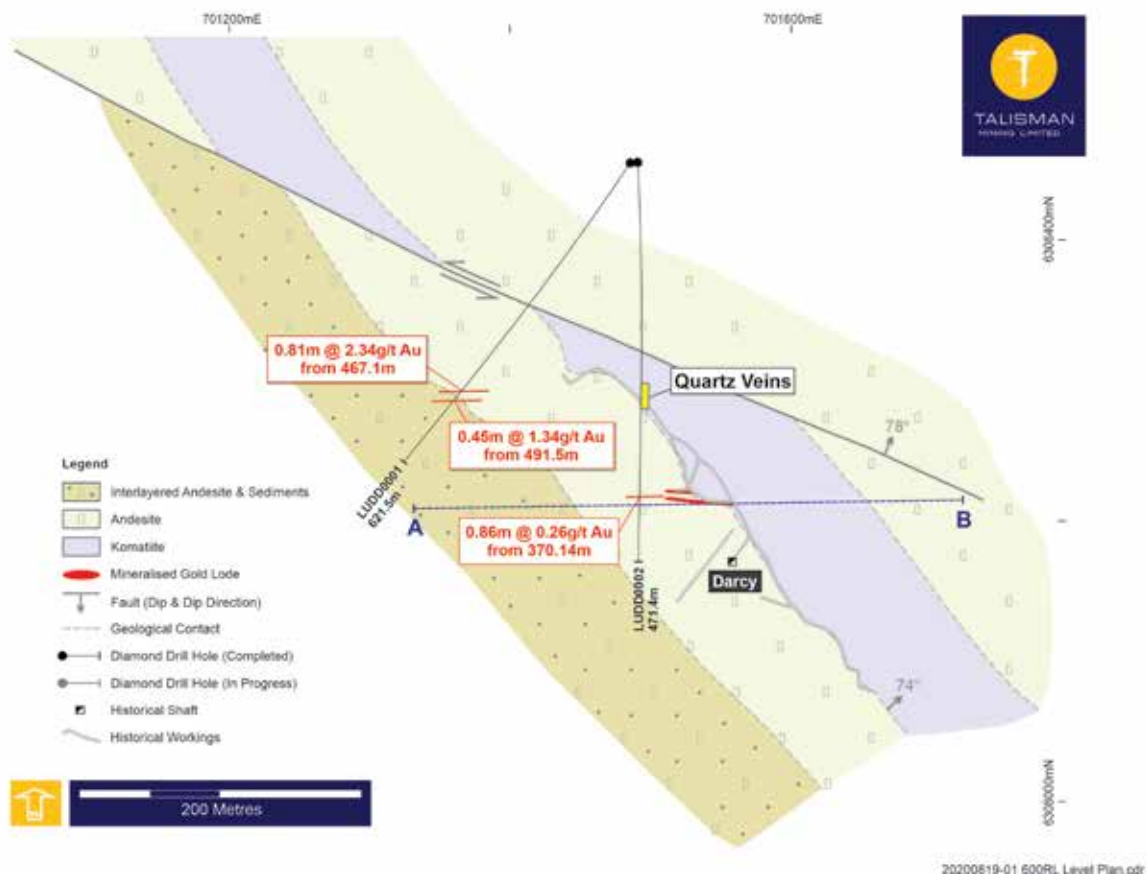 701200mE
701600mE
TALISMAN
MINING LIMITED
6308400mN
0.81m @ 2.34g/t Au
from 467.1m
Quartz Veins
0.45m @ 1.34g/t Au
from 491.5m
78°
LUDD0001
621.5m
A
B
0.86m @ 0.26g/t Au
from 370.14m
Darcy
LUDD0002
471.4m
74°
Legend
Interlayered Andesite & Sediments
Andesite
Komatiite
Mineralised Gold Lode
Fault (Dip & Dip Direction)
Geological Contact
Diamond Drill Hole (Completed)
Diamond Drill Hole (In Progress)
Historical Shaft
Historical Workings
N
200 Metres
6308000mN
20200819-01 600RL Level Plan.cdr